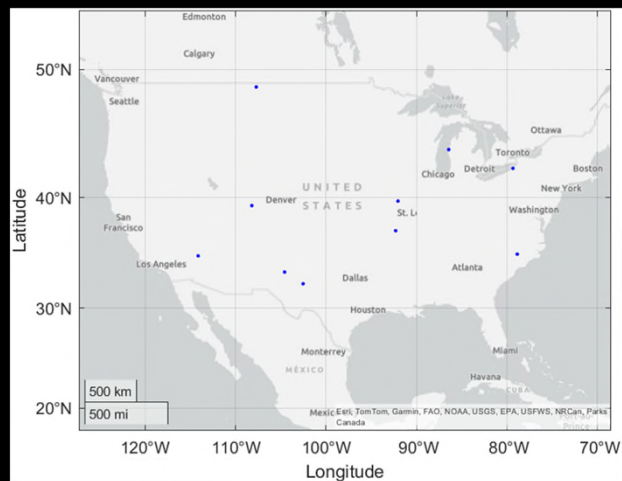 Edmonton
Calgary
50°N
Vancouver
Seattle
Lake
Superior
Ottawa
Toronto
Chicago
Detroit
Boston
New York
40°N
Denver
UNITED
STATES
St. L
Washington
San
Francisco
Latitude
Los Angeles
Dallas
Atlanta
30°N
Houston
Monterrey
Miami
MÉXICO
Havana
CUBA
500 km
500 mi
20°N
Mexic
Esri, TomTom, Garmin, FAO, NOAA, USGS, EPA, USFWS, NRCan, Parks
Canada
Port-au-
Prince
120°W 110°W 100°W 90°W 80°W 70°W
Longitude